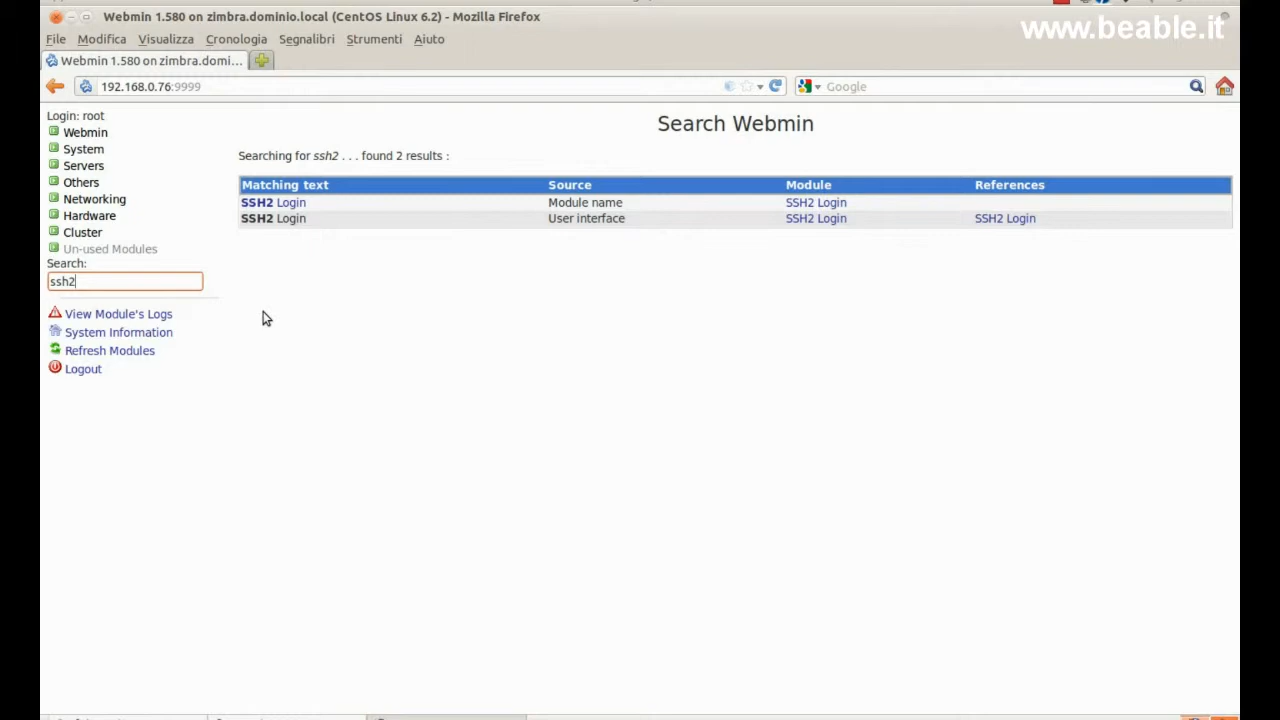 Webmin 1.580 on zimbra.dominio.local (CentOS Linux 6.2) - Mozilla Firefox
www.beable.it
File Modifica Visualizza Cronologia Segnalibri Strumenti Aiuto
Webmin 1.580 on zimbra.domi...
192.168.0.76:9999
Google
Login: root
Webmin
System
Servers
Others
Networking
Hardware
Cluster
Un-used Modules
Search:
ssh2
View Module's Logs
System Information
Refresh Modules
Logout
Search Webmin
Searching for ssh2 . . . found 2 results :
Matching text Source Module References
SSH2 Login Module name SSH2 Login
SSH2 Login User interface SSH2 Login SSH2 Login